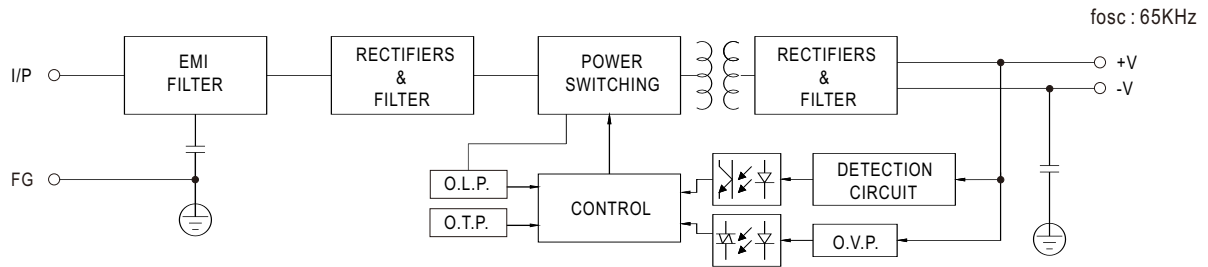 fosc : 65KHz
I/P
EMI
FILTER
RECTIFIERS
&
FILTER
POWER
SWITCHING
RECTIFIERS
&
FILTER
+V
-V
FG
O.L.P.
O.T.P.
CONTROL
DETECTION
CIRCUIT
O.V.P.